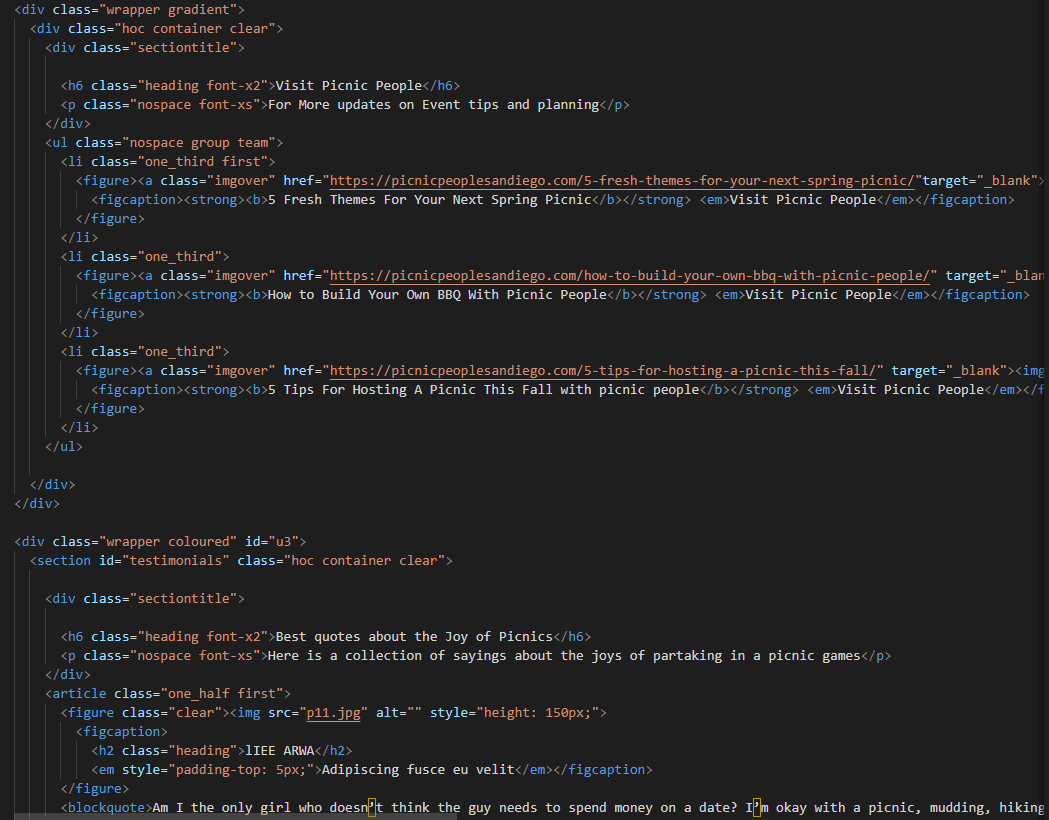 <div class="wrapper gradient">
<div class="hoc container clear">
<div class="sectiontitle">
<h6 class="heading font-x2">Visit Picnic People</h6>
<p class="nospace font-xs">For More updates on Event tips and planning</p>
</div>
<ul class="nospace group team">
<li class="one_third first">
<figure><a class="imgover" href="https://picnicpeoplesandiego.com/5-fresh-themes-for-your-next-spring-picnic/"target="_blank">
<figcaption><strong><b>5 Fresh Themes For Your Next Spring Picnic</b></strong> <em>Visit Picnic People</em></figcaption>
</figure>
</li>
<li class="one_third">
<figure><a class="imgover" href="https://picnicpeoplesandiego.com/how-to-build-your-own-bbq-with-picnic-people/" target="_blan
<figcaption><strong><b>How to Build Your Own BBQ With Picnic People</b></strong> <em>Visit Picnic People</em></figcaption>
</figure>
</li>
<li class="one_third">
<figure><a class="imgover" href="https://picnicpeoplesandiego.com/5-tips-for-hosting-a-picnic-this-fall/" target="_blank"><img
<figcaption><strong><b>5 Tips For Hosting A Picnic This Fall with picnic people</b></strong> <em>Visit Picnic People</em></f
</figure>
</li>
</ul>
</div>
</div>
<div class="wrapper coloured" id="u3">
<section id="testimonials" class="hoc container clear">
<div class="sectiontitle">
<h6 class="heading font-x2">Best quotes about the Joy of Picnics</h6>
<p class="nospace font-xs">Here is a collection of sayings about the joys of partaking in a picnic games</p>
</div>
<article class="one_half first">
<figure class="clear"><img src="p11.jpg" alt="" style="height: 150px;">
<figcaption>
<h2 class="heading">lIEE ARWA</h2>
<em style="padding-top: 5px;">Adipiscing fusce eu velit</em></figcaption>
</figure>
<blockquote>Am I the only girl who doesn’t think the guy needs to spend money on a date? I’m okay with a picnic, mudding, hiking